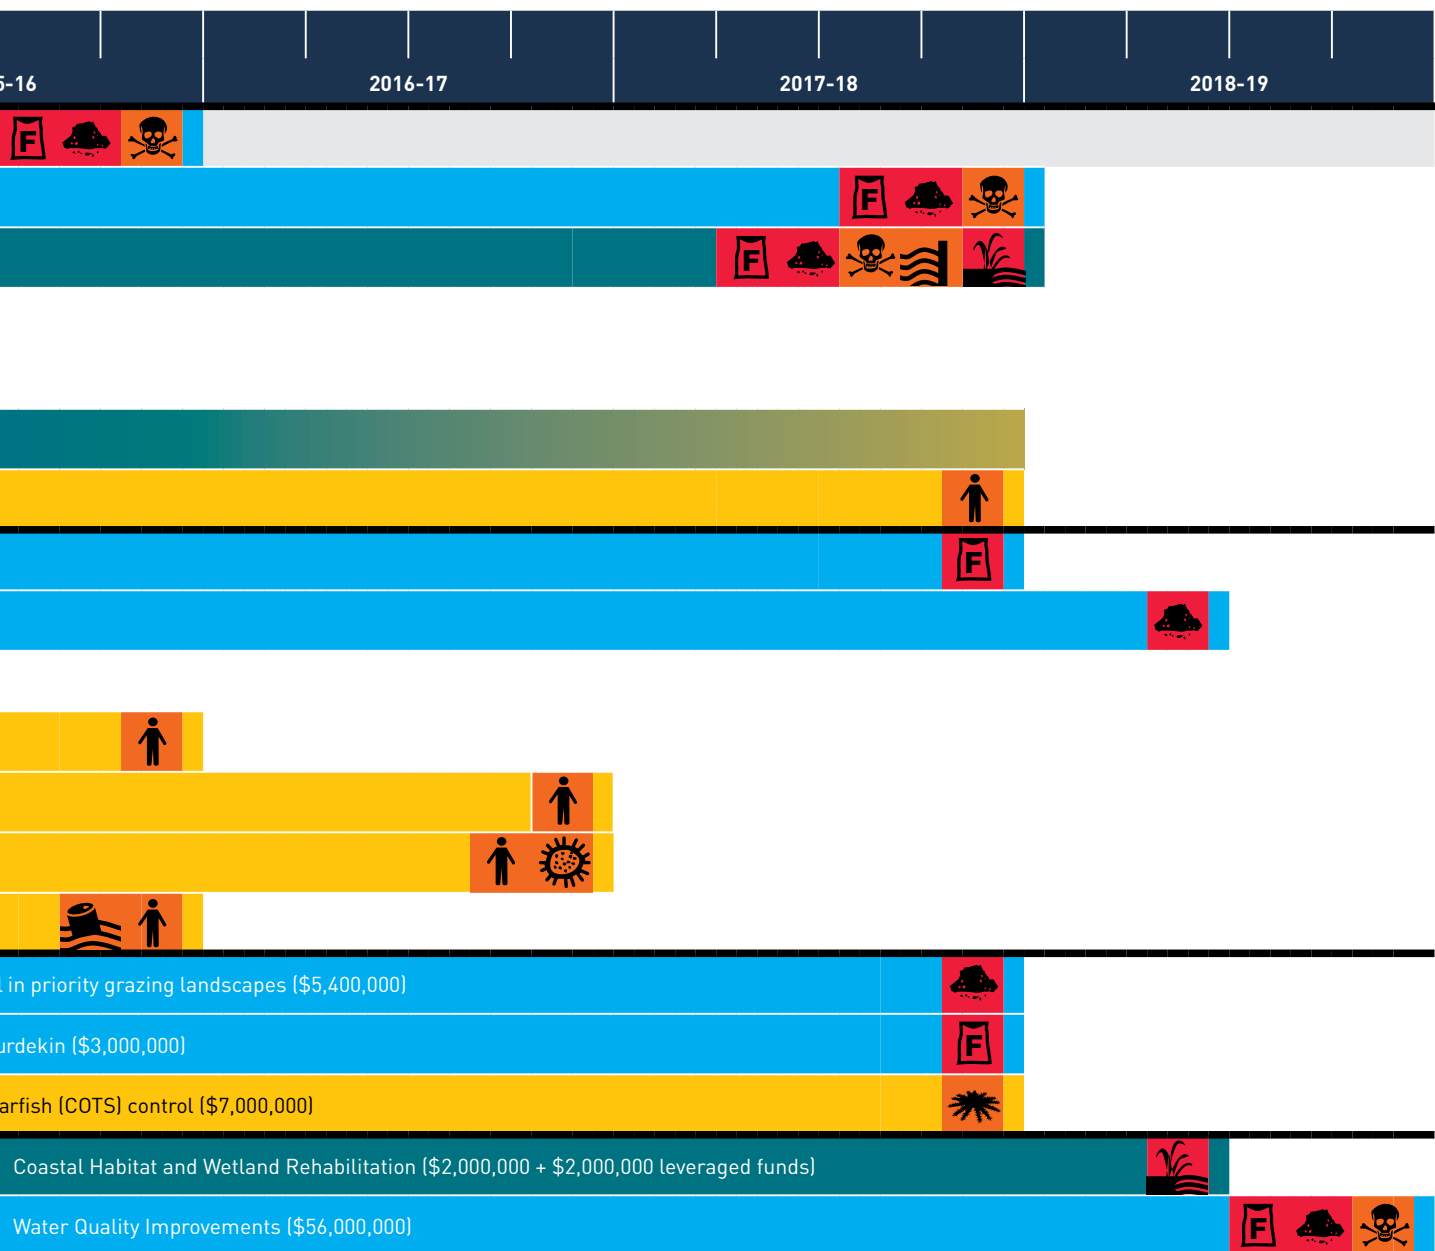 5-16 2016-17 2017-18 2018-19
F
F
F
F
l in priority grazing landscapes ($5,400,000)
urdekin ($3,000,000) F
arfish (COTS) control ($7,000,000)
Coastal Habitat and Wetland Rehabilitation ($2,000,000 + $2,000,000 leveraged funds)
Water Quality Improvements ($56,000,000) F